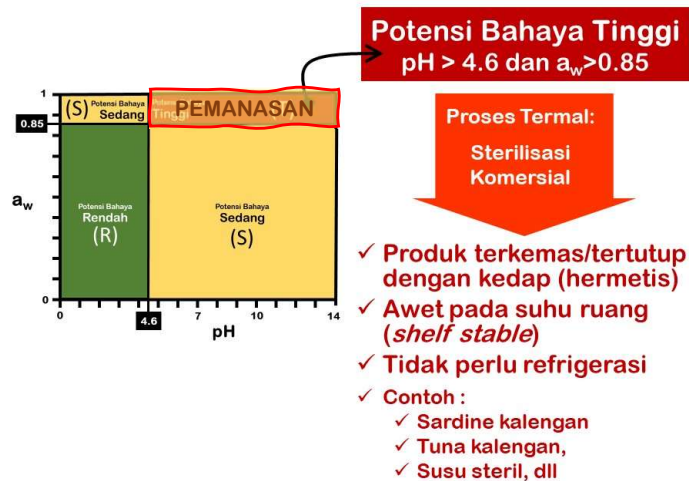 Potensi Bahaya Tinggi
pH > 4.6 dan aw>0.85
Proses Termal:
Sterilisasi
Komersial
✓ Produk terkemas/tertutup
dengan kedap (hermetis)
✓ Awet pada suhu ruang
(shelf stable)
✓ Tidak perlu refrigerasi
✓ Contoh :
✓ Sardine kalengan
✓ Tuna kalengan,
✓ Susu steril, dll
1
(S) Potensi Bahaya
Sedang
Tinggi
PEMANASAN
0.85
aw
Potensi Bahaya
Rendah
(R)
Potensi Bahaya
Sedang
(S)
0
0
4.6
7
10
14
pH